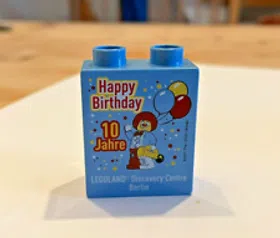 Happy
Birthday
10
Jahre
LEGOLAND® Discovery Centre
Berlin